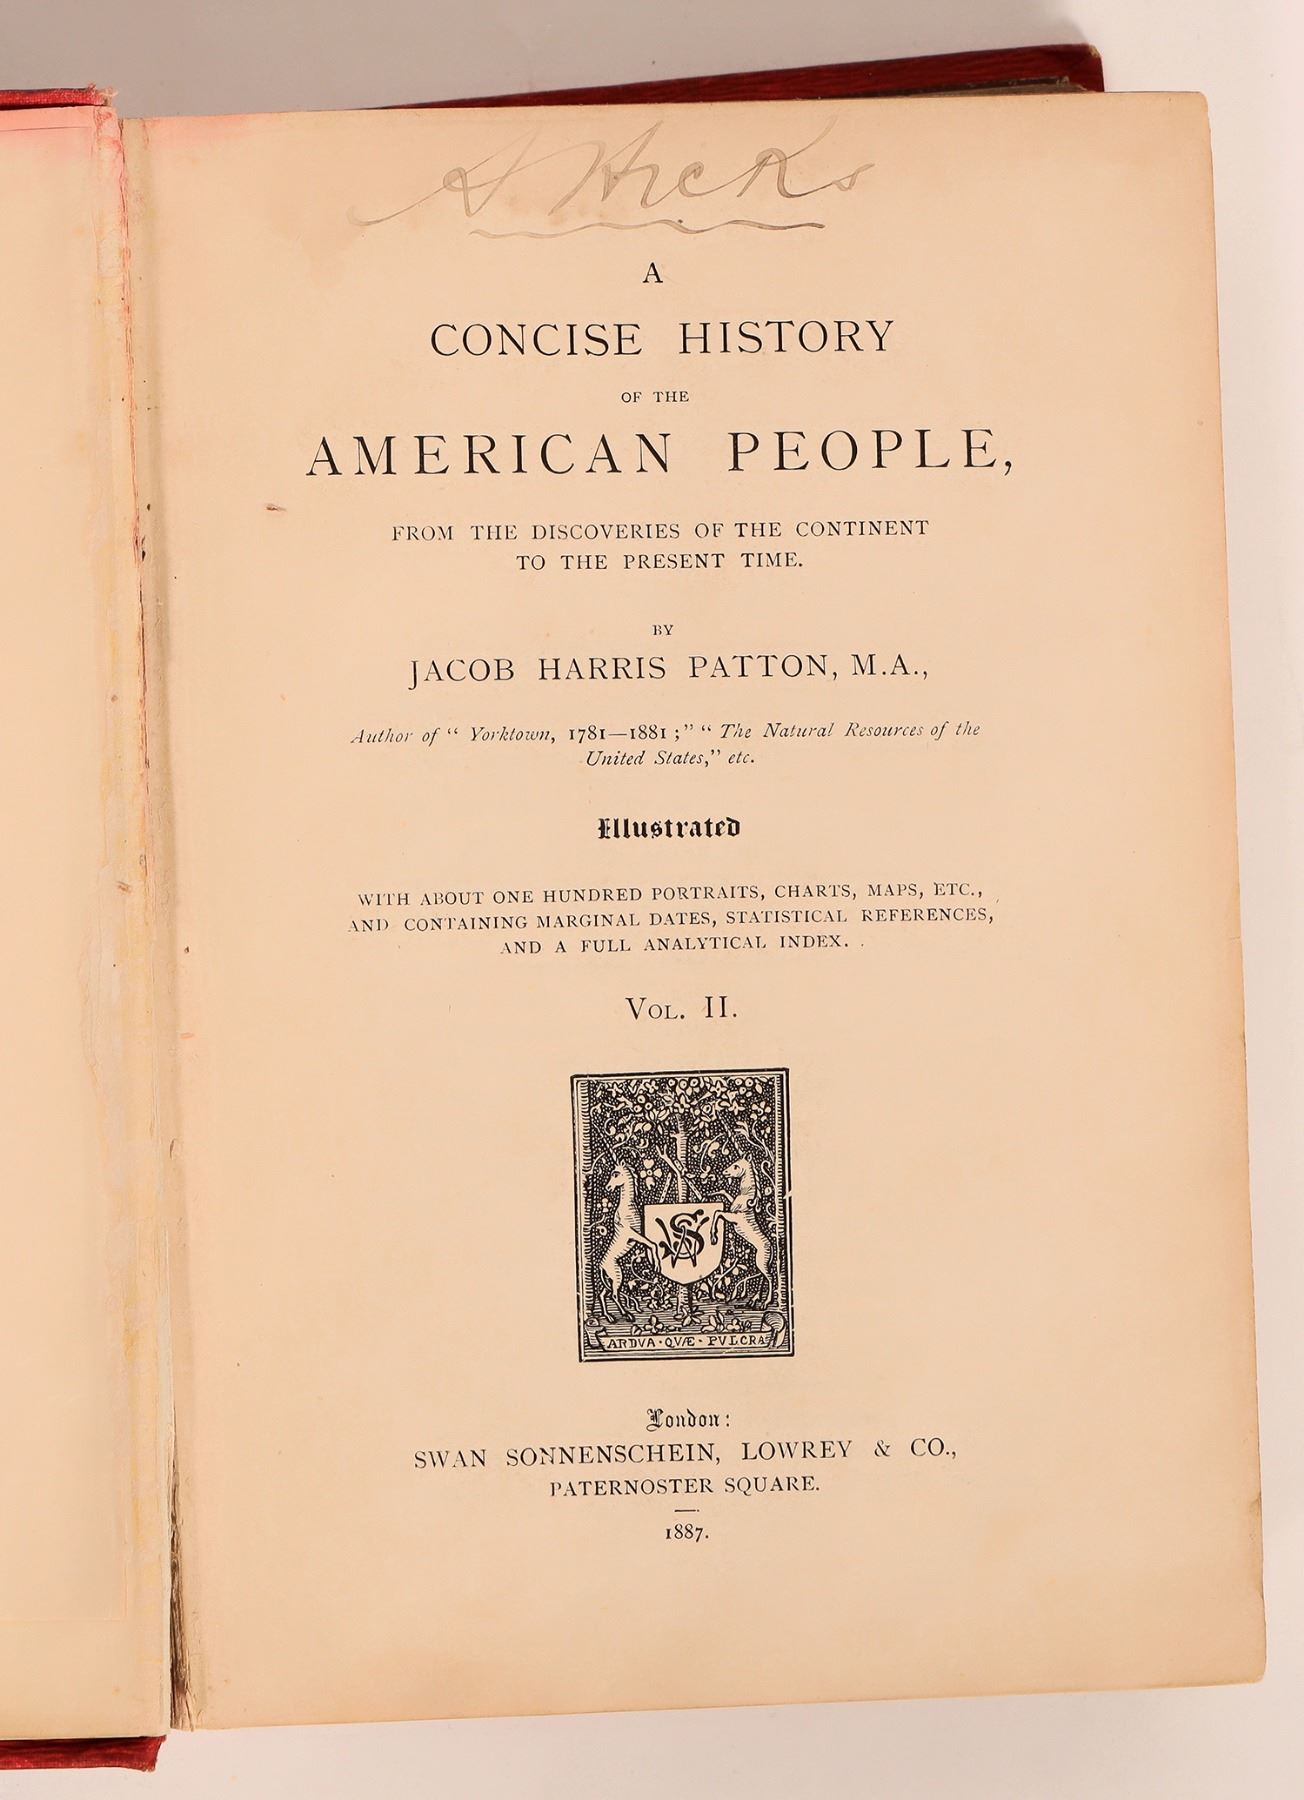 S Hicks
A
CONCISE HISTORY
OF THE
AMERICAN PEOPLE,
FROM THE DISCOVERIES OF THE CONTINENT
TO THE PRESENT TIME.
BY
JACOB HARRIS PATTON, M.A.,
Author of “ Yorktown, 1781—1881 ;” “ The Natural Resources of the
United States,” etc.
Illustrated
WITH ABOUT ONE HUNDRED PORTRAITS, CHARTS, MAPS, ETC.,
AND CONTAINING MARGINAL DATES, STATISTICAL REFERENCES,
AND A FULL ANALYTICAL INDEX.
VOL. II.
ARDVA · QVÆ · PVLCRA
London:
SWAN SONNENSCHEIN, LOWREY & CO.,
PATERNOSTER SQUARE.
1887.